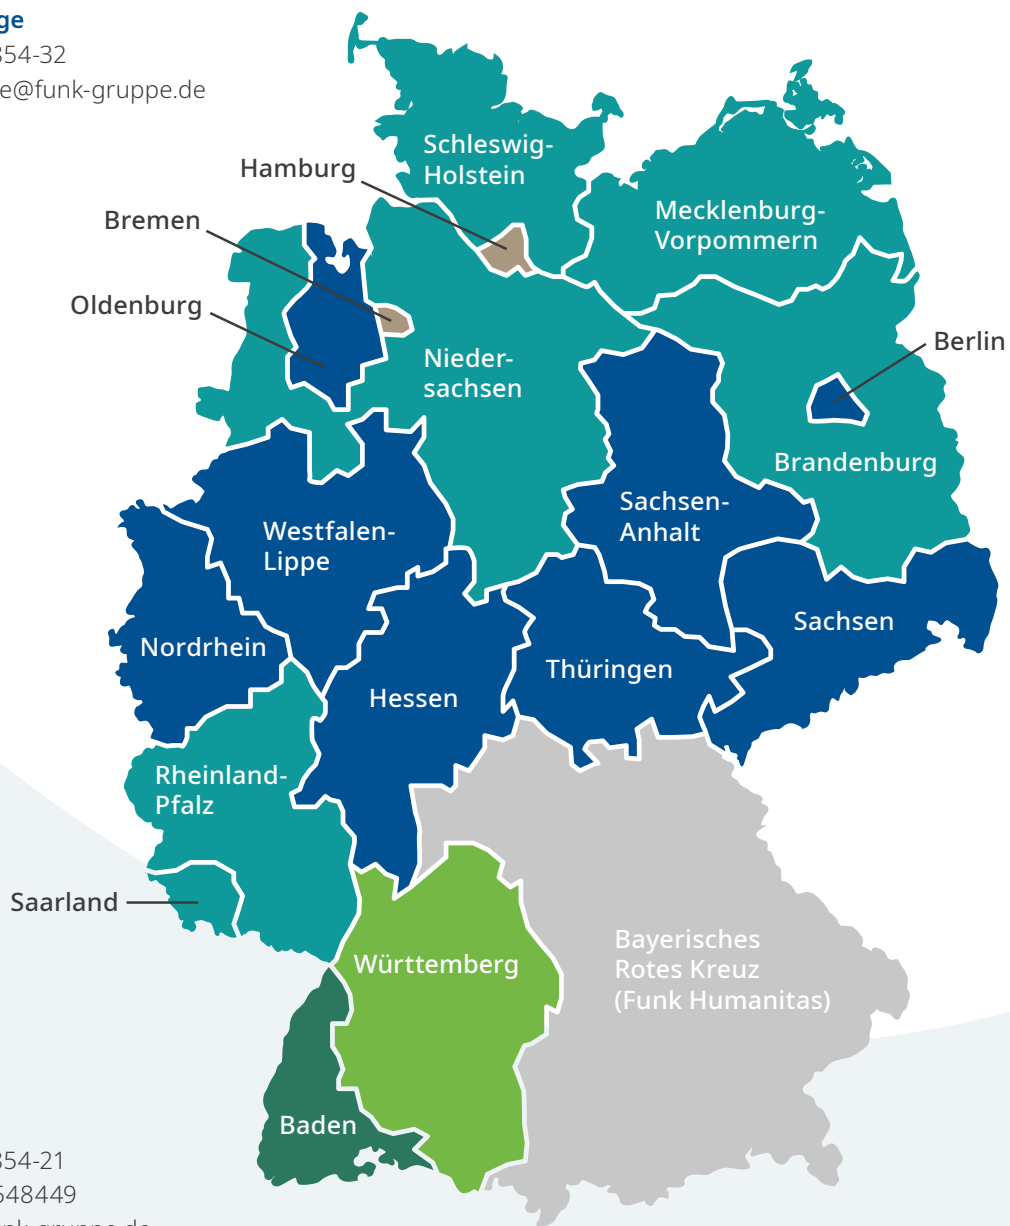 ge
354-32
e@funk-gruppe.de
Schleswig-
Holstein
Hamburg
Mecklenburg-
Vorpommern
Bremen
Oldenburg
Berlin
Nieder-
sachsen
Brandenburg
Sachsen-
Anhalt
Westfalen-
Lippe
Sachsen
Nordrhein
Thüringen
Hessen
Rheinland-
Pfalz
Saarland
Bayerisches
Rotes Kreuz
(Funk Humanitas)
Württemberg
Baden
354-21
548449